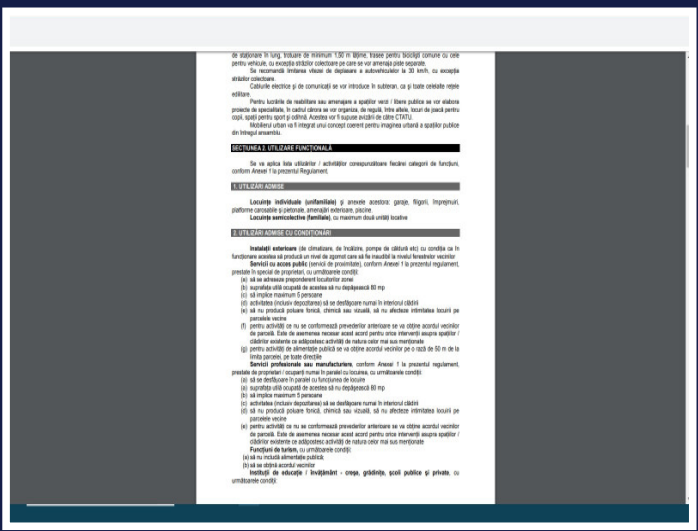 de staționare în lung, trotuare de minimum 1,50 m lățime, trasee pentru bicicliști comune cu cele
pentru vehicule, cu excepția străzilor colectoare pe care se vor amenaja piste separate.
Se recomandă limitarea vitezei de deplasare a autovehiculelor la 30 km/h, cu excepția
străzilor colectoare.
Cablurile electrice și de comunicații se vor introduce în subteran, ca și toate celelalte rețele
edilitare.
Pentru lucrările de reabilitare sau amenajare a spațiilor verzi / libere publice se vor elabora
proiecte de specialitate, în cadrul cărora se vor organiza, de regulă, între altele, locuri de joacă pentru
copii, spații pentru sport și odihnă. Acestea vor fi supuse avizării de către CTATU.
Mobilierul urban va fi integrat unui concept coerent pentru imaginea urbană a spațiilor publice
din întregul ansamblu.
SECȚIUNEA 2. UTILIZARE FUNCȚIONALĂ
Se va aplica lista utilizărilor / activităților corespunzătoare fiecărei categorii de funcțiuni,
conform Anexei 1 la prezentul Regulament.
1. UTILIZĂRI ADMISE
Locuințe individuale (unifamiliale) și anexele acestora: garaje, filigorii, împrejmuiri,
platforme carosabile și pietonale, amenajări exterioare, piscine.
Locuințe semicolective (familiale), cu maximum două unități locative
2. UTILIZĂRI ADMISE CU CONDIȚIONĂRI
Instalații exterioare (de climatizare, de încălzire, pompe de căldură etc) cu condiția ca în
funcționare acestea să producă un nivel de zgomot care să fie inaudibil la nivelul ferestrelor vecinilor
Servicii cu acces public (servicii de proximitate), conform Anexei 1 la prezentul regulament,
prestate în special de proprietari, cu următoarele condiții:
(a) să se adreseze preponderent locuitorilor zonei
(b) suprafața utilă ocupată de acestea să nu depășească 80 mp
(c) să implice maximum 5 persoane
(d) activitatea (inclusiv depozitarea) să se desfășoare numai în interiorul clădirii
(e) să nu producă poluare fonică, chimică sau vizuală, să nu afecteze intimitatea locuirii pe
parcelele vecine
(f) pentru activități ce nu se conformează prevederilor anterioare se va obține acordul vecinilor
de parcelă. Este de asemenea necesar acest acord pentru orice intervenții asupra spațiilor /
clădirilor existente ce adăpostesc activități de natura celor mai sus menționate
(g) pentru activități de alimentație publică se va obține acordul vecinilor pe o rază de 50 m de la
limita parcelei, pe toate direcțiile
Servicii profesionale sau manufacturiere, conform Anexei 1 la prezentul regulament,
prestate de proprietari / ocupanți numai în paralel cu locuirea, cu următoarele condiții:
(a) să se desfășoare în paralel cu funcțiunea de locuire
(a) suprafața utilă ocupată de acestea să nu depășească 80 mp
(b) să implice maximum 5 persoane
(c) activitatea (inclusiv depozitarea) să se desfășoare numai în interiorul clădirii
(d) să nu producă poluare fonică, chimică sau vizuală, să nu afecteze intimitatea locuirii pe
parcelele vecine
(e) pentru activități ce nu se conformează prevederilor anterioare se va obține acordul vecinilor
de parcelă. Este de asemenea necesar acest acord pentru orice intervenții asupra spațiilor /
clădirilor existente ce adăpostesc activități de natura celor mai sus menționate
Funcțiuni de turism, cu următoarele condiții:
(a) să nu includă alimentație publică;
(b) să se obțină acordul vecinilor
Instituții de educație / învățământ - creșe, grădinițe, școli publice și private, cu
următoarele condiții: